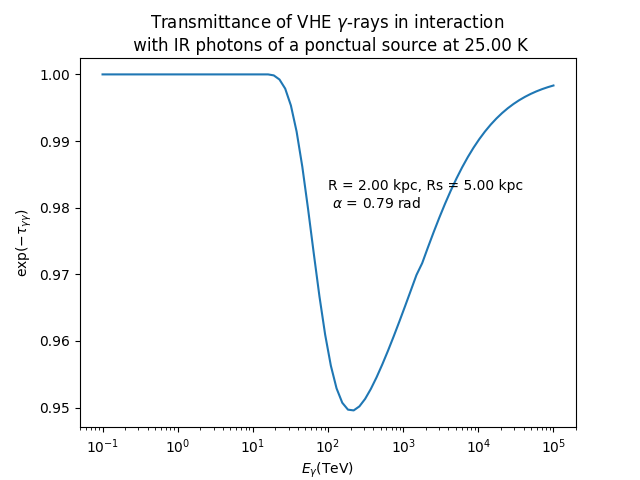 Transmittance of VHE γ-rays in interaction
with IR photons of a ponctual source at 25.00 K
1.00
0.99
0.98
0.97
0.96
0.95
exp(−τγγ)
R = 2.00 kpc, Rs = 5.00 kpc
α = 0.79 rad
10⁻¹ 10⁰ 10¹ 10² 10³ 10⁴ 10⁵
Eγ(TeV)